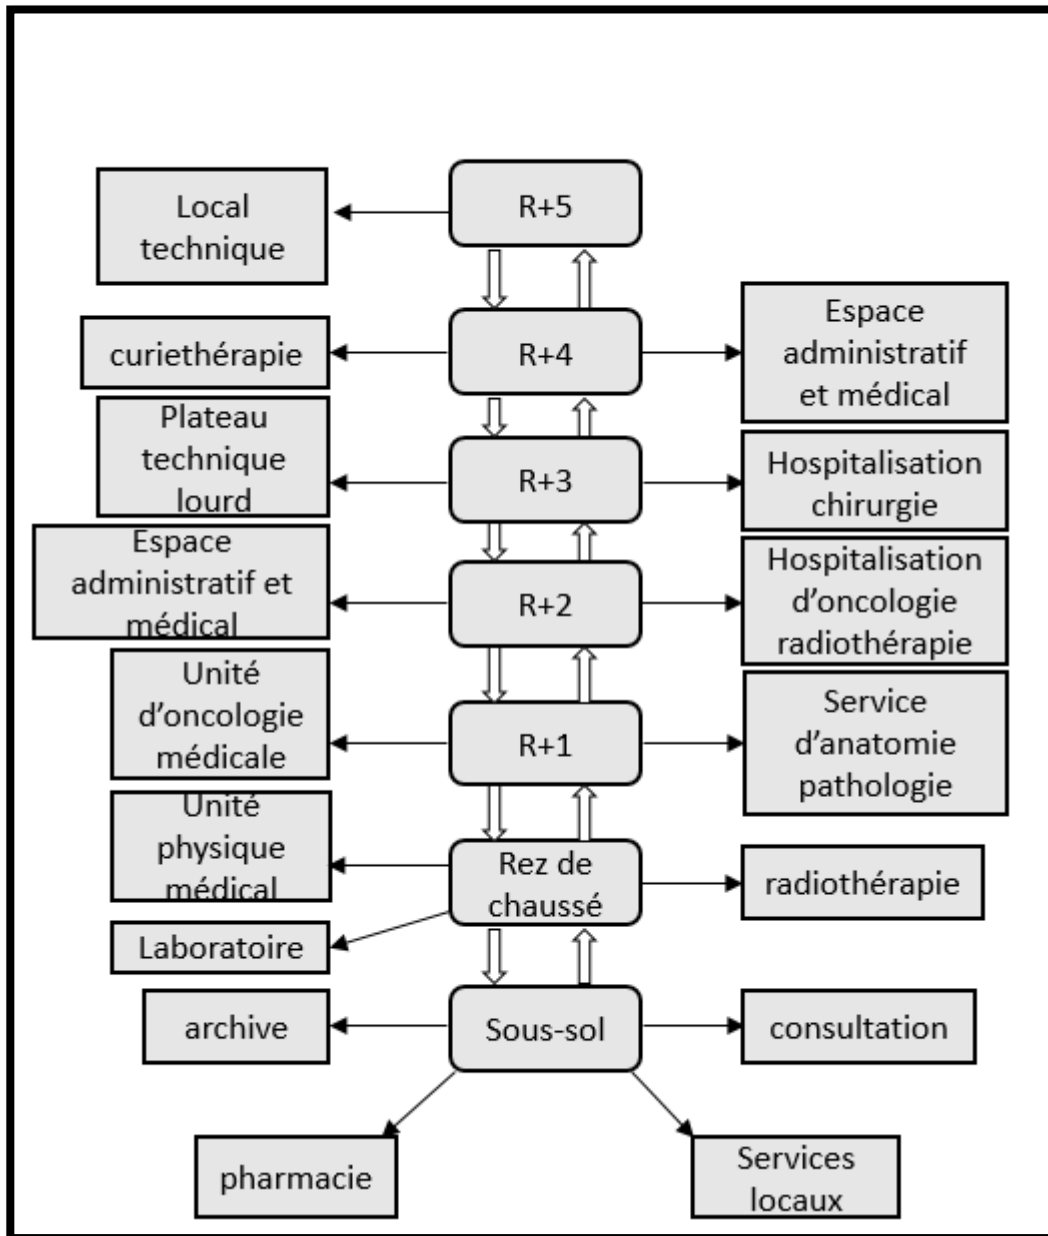 Local
technique
R+5
curiethérapie
R+4
Espace
administratif
et médical
Plateau
technique
lourd
R+3
Hospitalisation
chirurgie
Espace
administratif et
médical
R+2
Hospitalisation
d’oncologie
radiothérapie
Unité
d’oncologie
médicale
R+1
Service
d’anatomie
pathologie
Unité
physique
médical
Rez de
chaussé
radiothérapie
Laboratoire
archive
Sous-sol
consultation
pharmacie
Services
locaux